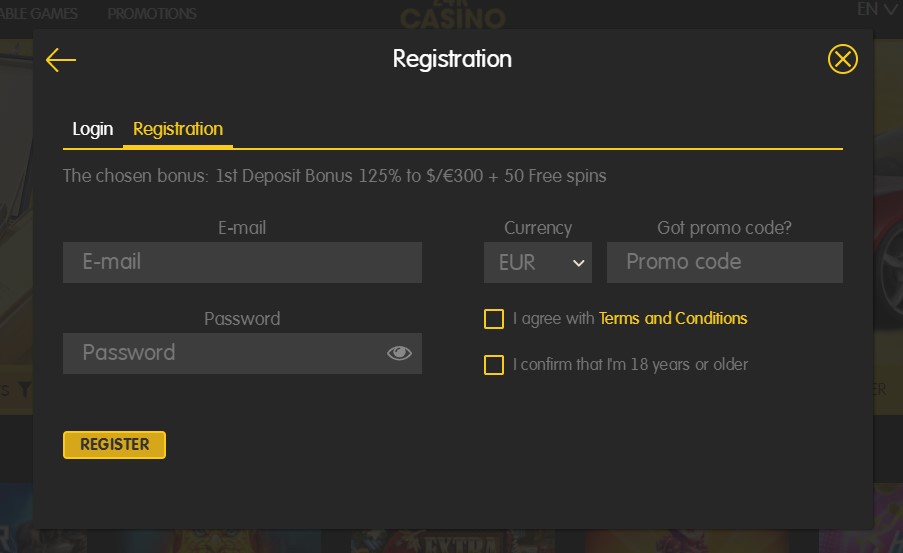 ABLE GAMES PROMOTIONS
CASINO
EN
Registration
Login Registration
The chosen bonus: 1st Deposit Bonus 125% to $/€300 + 50 Free spins
E-mail
Currency
Got promo code?
E-mail
EUR
Promo code
Password
I agree with Terms and Conditions
Password
I confirm that I'm 18 years or older
REGISTER
EXTRA